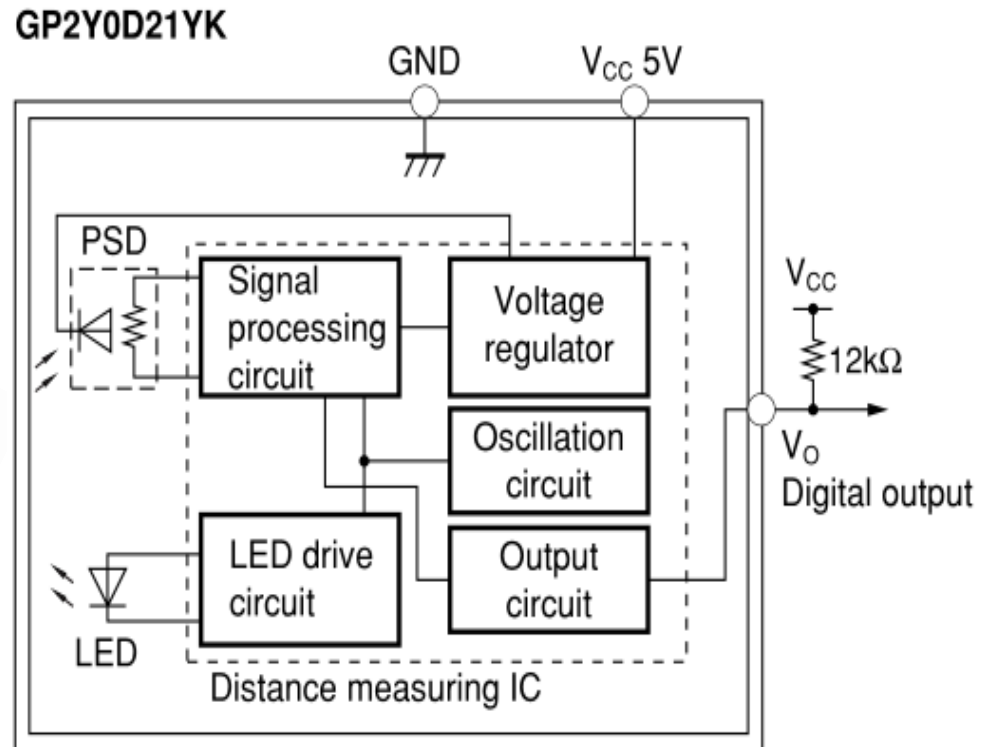 GP2Y0D21YK
GND
VCC 5V
PSD
Signal
processing
circuit
Voltage
regulator
VCC
12kΩ
Oscillation
circuit
VO
Digital output
LED drive
circuit
Output
circuit
LED
Distance measuring IC